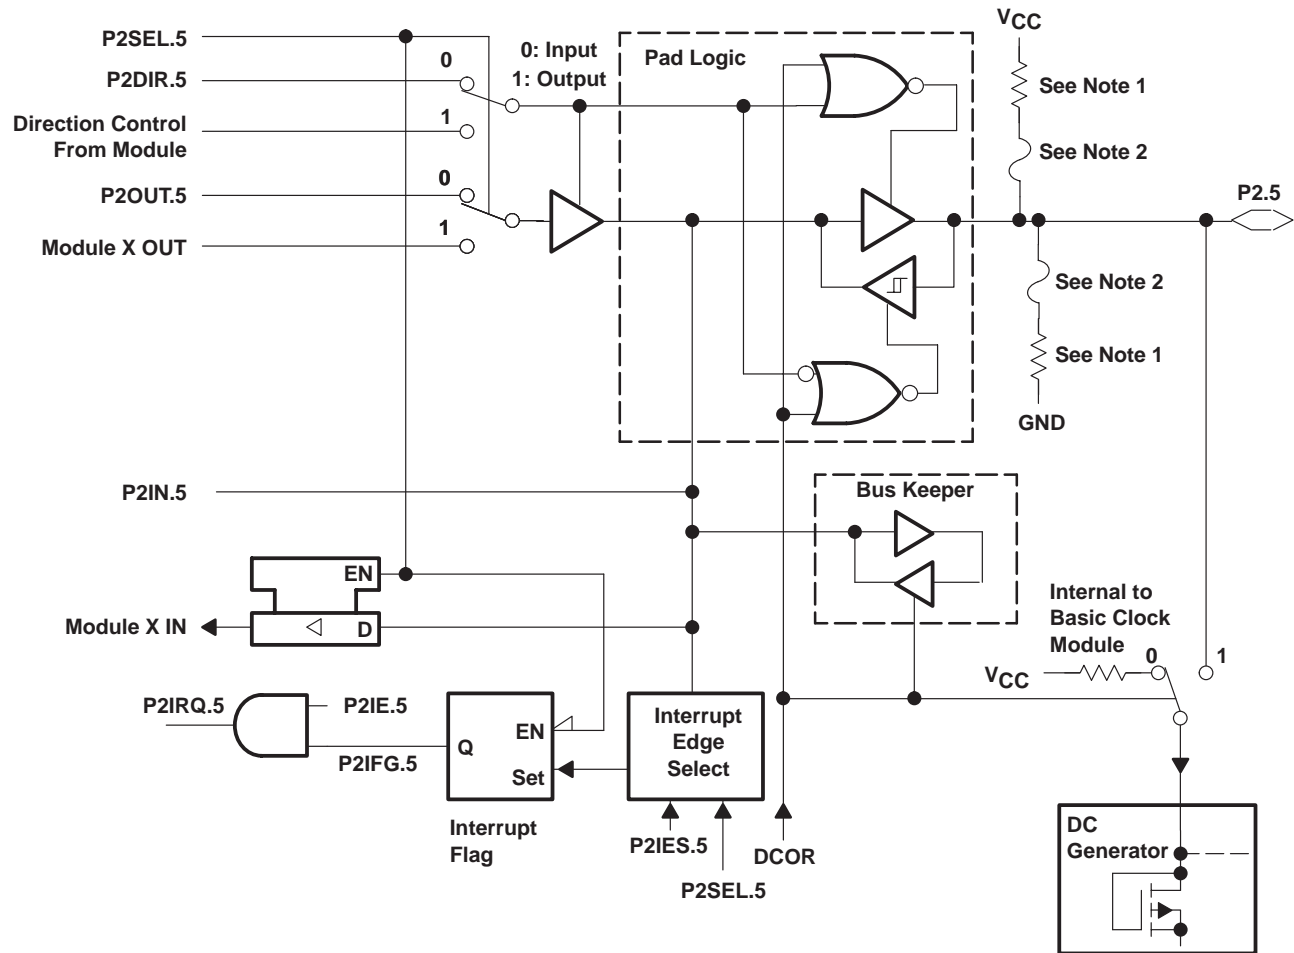 P2SEL.5
P2DIR.5
Direction Control
From Module
P2OUT.5
Module X OUT
0
1
0
1
0: Input
1: Output
Pad Logic
VCC
See Note 1
See Note 2
P2.5
See Note 2
See Note 1
GND
P2IN.5
Bus Keeper
EN
D
Module X IN
Internal to
Basic Clock
Module
0
1
VCC
P2IRQ.5
P2IE.5
P2IFG.5
Q
EN
Set
Interrupt
Flag
Interrupt
Edge
Select
P2IES.5
P2SEL.5
DCOR
DC
Generator